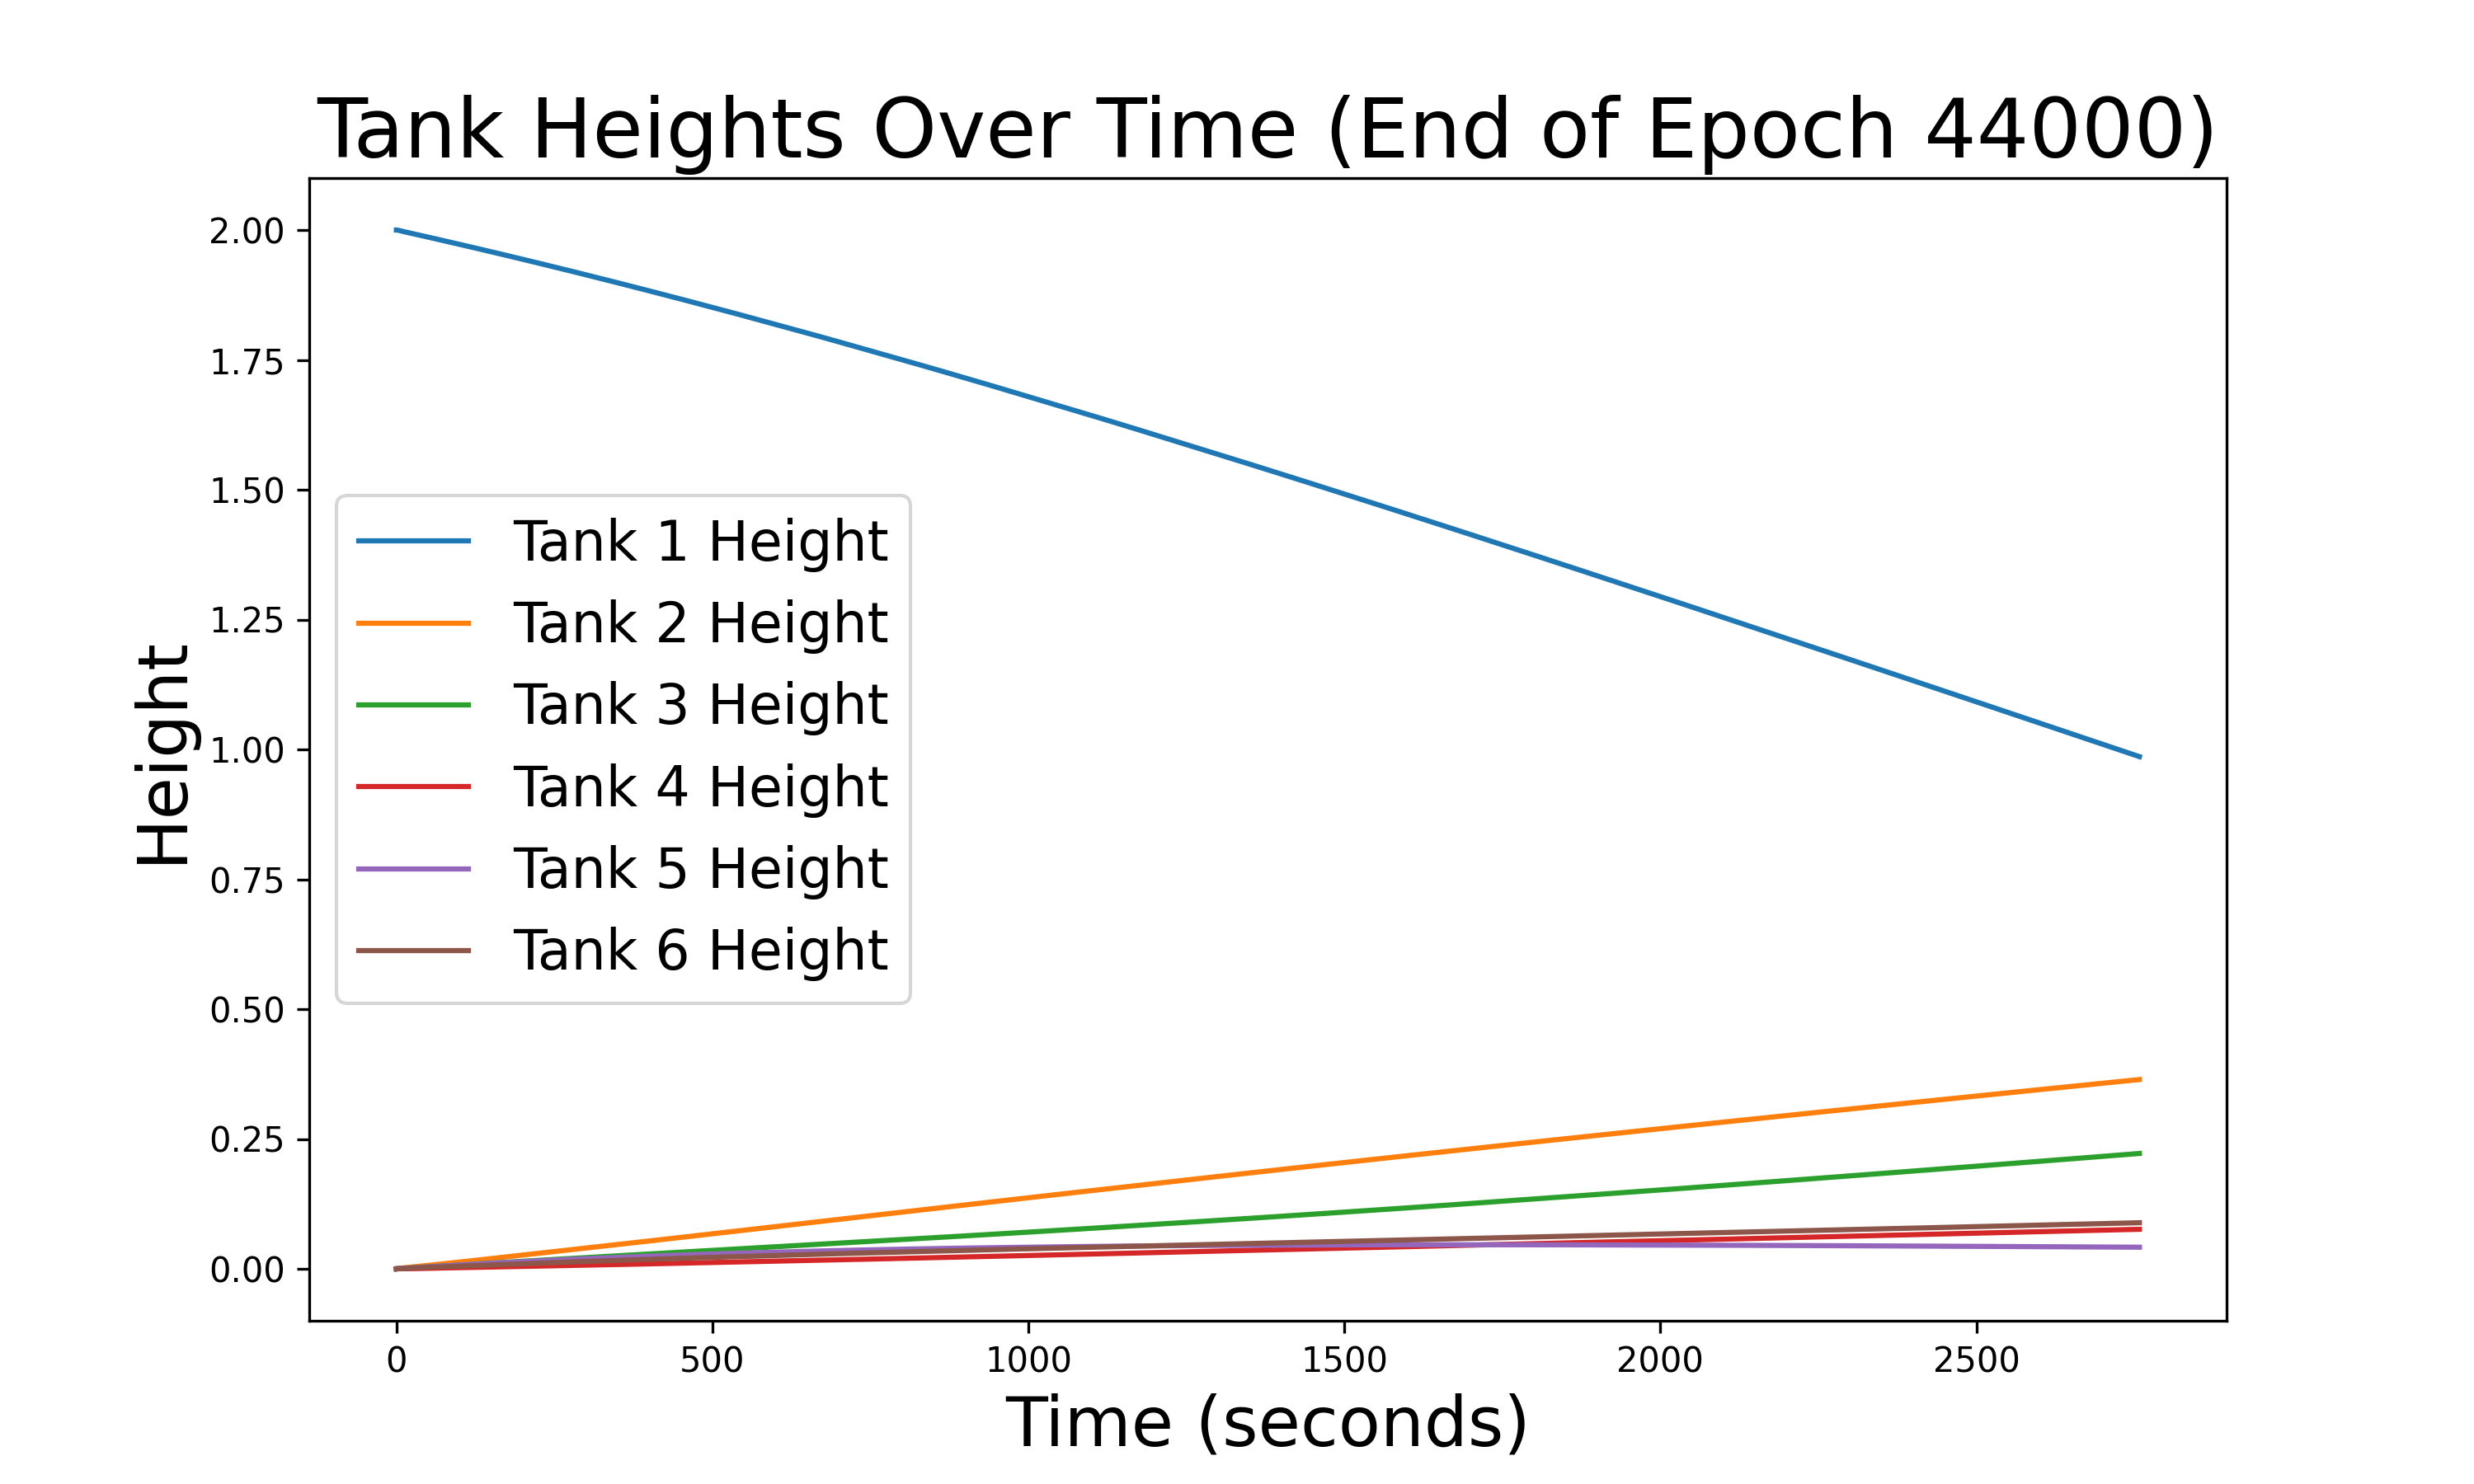 Tank Heights Over Time (End of Epoch 44000)
2.00
1.75
1.50
1.25
1.00
0.75
0.50
0.25
0.00
Height
Tank 1 Height
Tank 2 Height
Tank 3 Height
Tank 4 Height
Tank 5 Height
Tank 6 Height
0 500 1000 1500 2000 2500
Time (seconds)